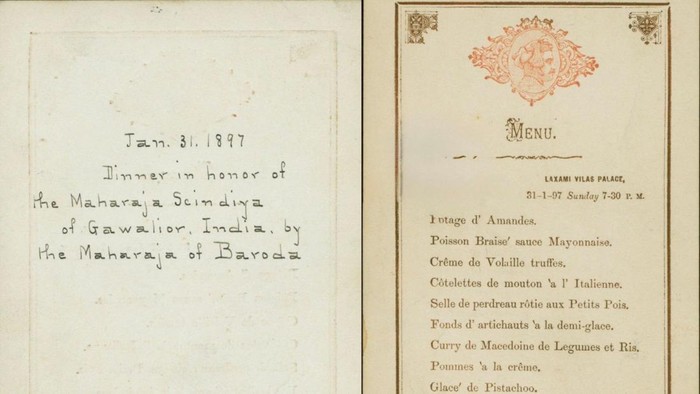 Jan. 31. 1897
Dinner in honor of
the Maharaja Scindiya
of Gawalior, India, by
the Maharaja of Baroda
MENU.
LAXAMI VILAS PALACE,
31-1-97 Sunday 7-30 P. M.
Potage d' Amandes.
Poisson Braise' sauce Mayonnaise.
Crême de Volaille truffes.
Côtelettes de mouton 'a l' Italienne.
Selle de perdreau rôtie aux Petits Pois.
Fonds d' artichauts 'a la demi-glace.
Curry de Macedoine de Legumes et Ris.
Pommes 'a la crême.
Glace' de Pistachoo.